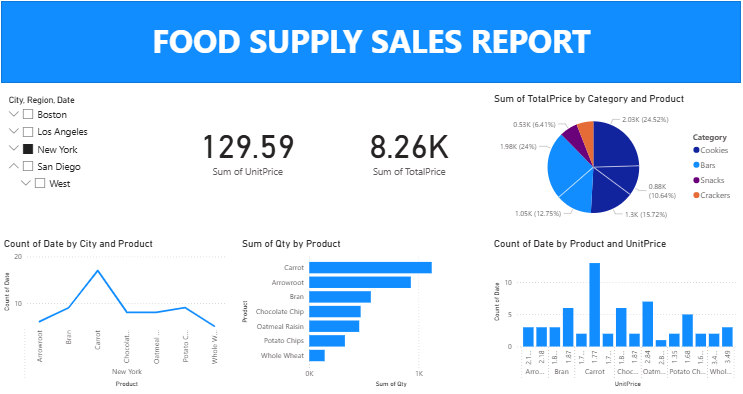 FOOD SUPPLY SALES REPORT
City, Region, Date
Boston
Los Angeles
New York
San Diego
West
129.59
Sum of UnitPrice
8.26K
Sum of TotalPrice
Sum of TotalPrice by Category and Product
0.53K (6.41%)
2.03K (24.52%)
1.98K (24%)
0.88K
(10.64%)
1.05K (12.75%)
1.3K (15.72%)
Category
Cookies
Bars
Snacks
Crackers
Count of Date by City and Product
Count of Date
20
10
Arrowroot
Bran
Carrot
Chocolat...
Oatmeal ...
Potato C...
Whole W...
New York
Product
Sum of Qty by Product
Product
Carrot
Arrowroot
Bran
Chocolate Chip
Oatmeal Raisin
Potato Chips
Whole Wheat
0K
1K
Sum of Qty
Count of Date by Product and UnitPrice
Count of Date
10
5
0
2.1...
2.18
1.8...
1.87
1.7...
1.77
1.7...
1.8...
1.87
2.84
2.8...
1.35
1.68
1.6...
3.4...
3.49
Arro...
Bran
Carrot
Choc...
Oatm...
Potato Ch...
Whol...
UnitPrice